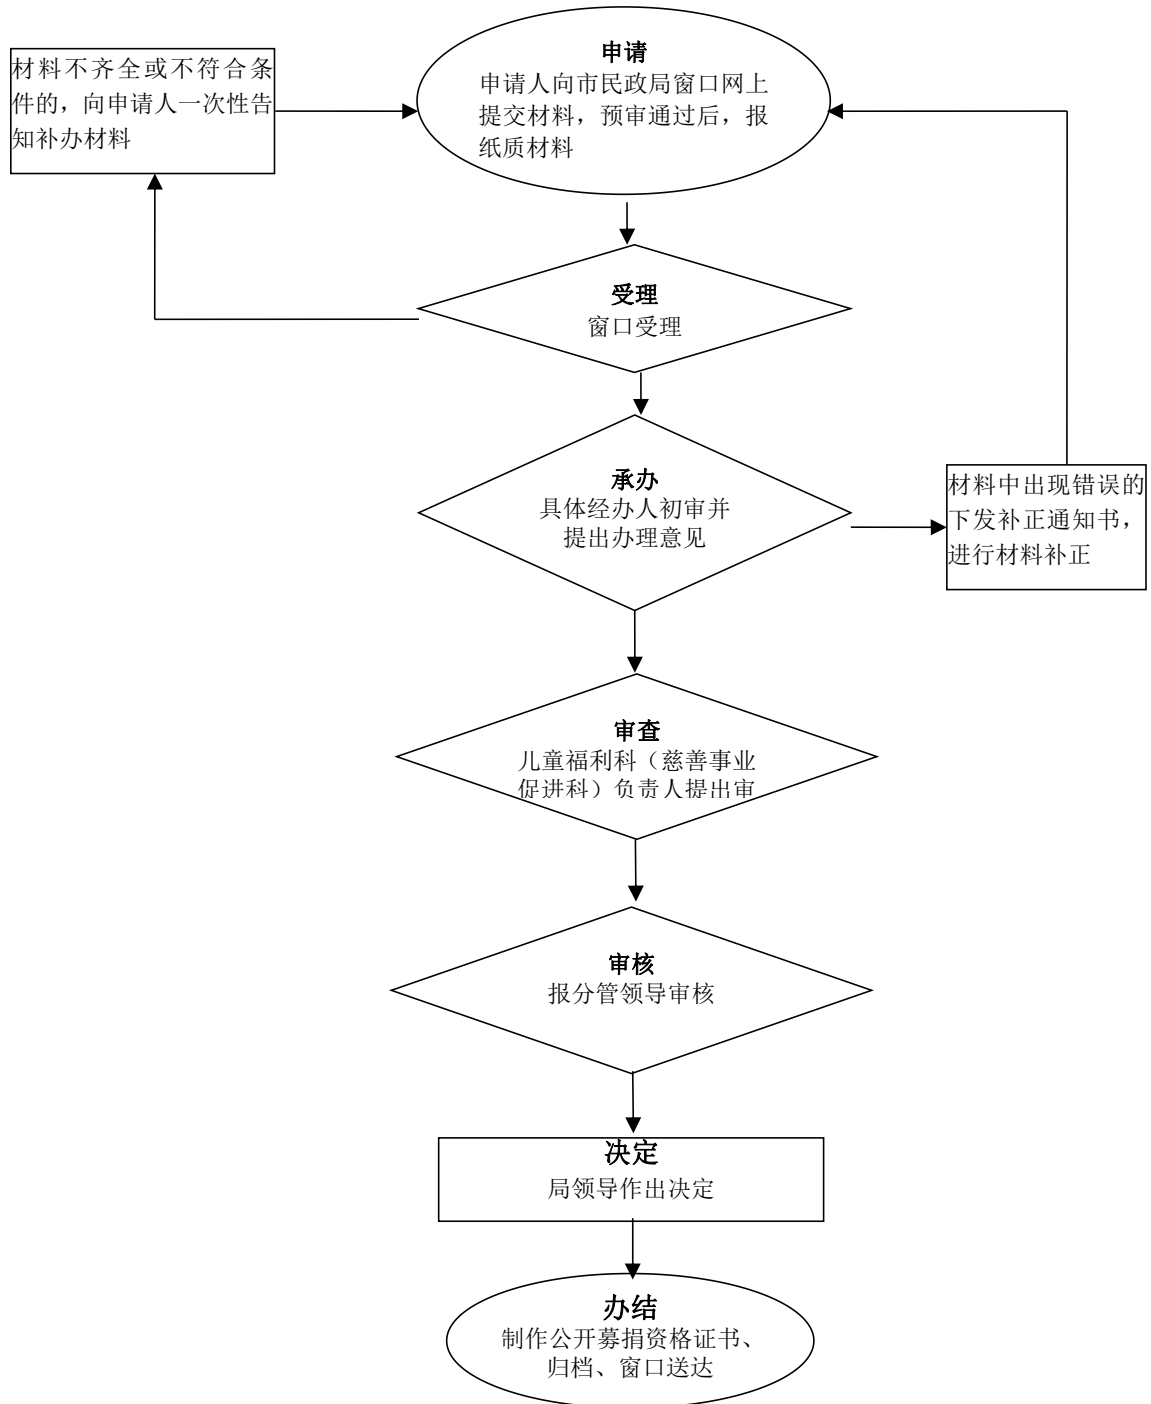 申请
申请人向市民政局窗口网上
提交材料，预审通过后，报
纸质材料
材料不齐全或不符合条
件的，向申请人一次性告
知补办材料
受理
窗口受理
承办
具体经办人初审并
提出办理意见
材料中出现错误的
下发补正通知书，
进行材料补正
审查
儿童福利科（慈善事业
促进科）负责人提出审
审核
报分管领导审核
决定
局领导作出决定
办结
制作公开募捐资格证书、
归档、窗口送达